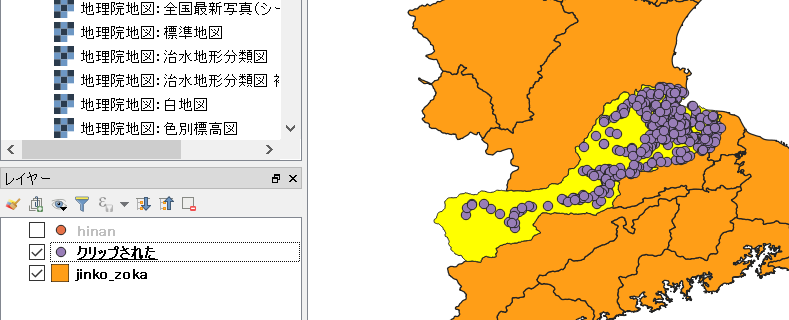 地理院地図: 全国最新写真(シー
地理院地図: 標準地図
地理院地図: 治水地形分類図
地理院地図: 治水地形分類図
地理院地図: 白地図
地理院地図: 色別標高図
レイヤー
hinan
クリップされた
jinko_zoka